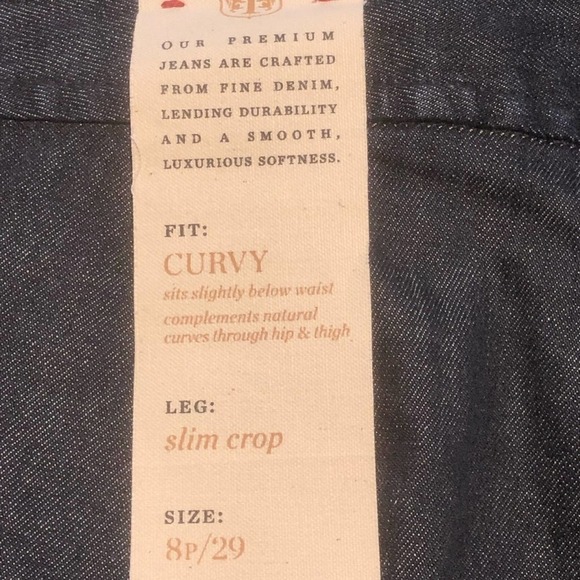 OUR PREMIUM
JEANS ARE CRAFTED
FROM FINE DENIM,
LENDING DURABILITY
AND A SMOOTH,
LUXURIOUS SOFTNESS.
FIT:
CURVY
sits slightly below waist
complements natural
curves through hip & thigh
LEG:
slim crop
SIZE:
8P/29